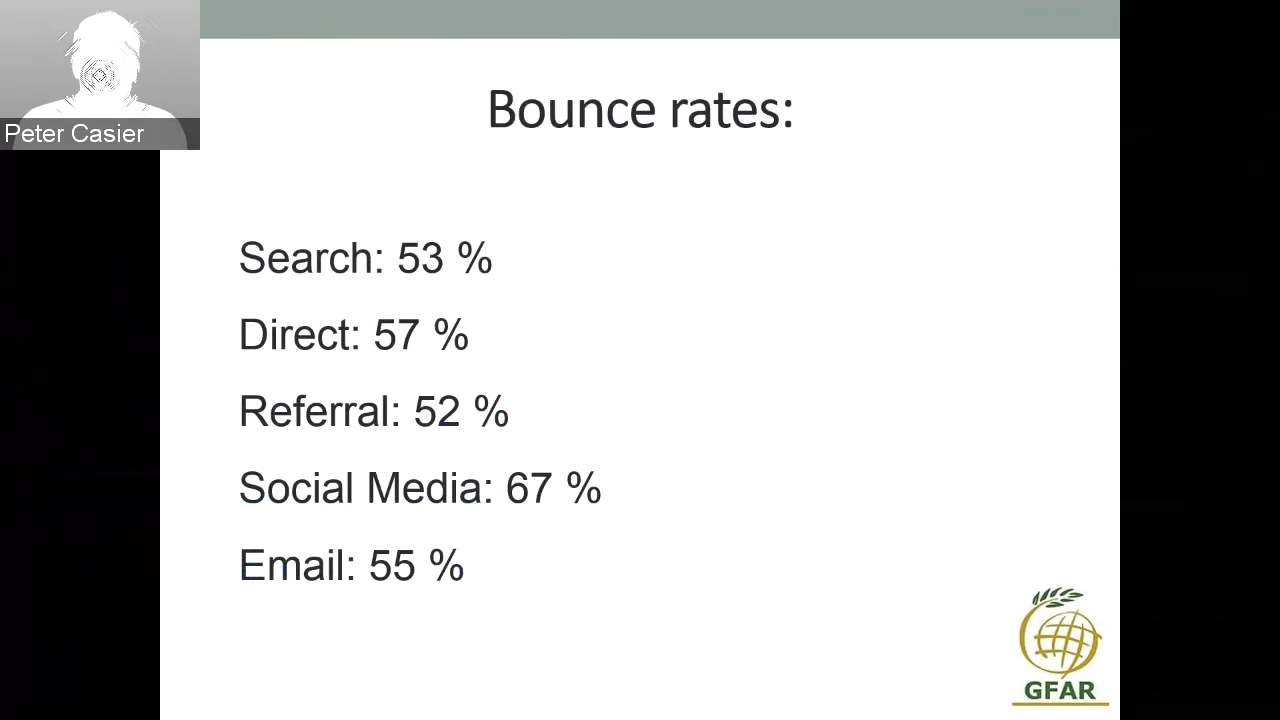 Peter Casier
Bounce rates:
Search: 53 %
Direct: 57 %
Referral: 52 %
Social Media: 67 %
Email: 55 %
GFAR